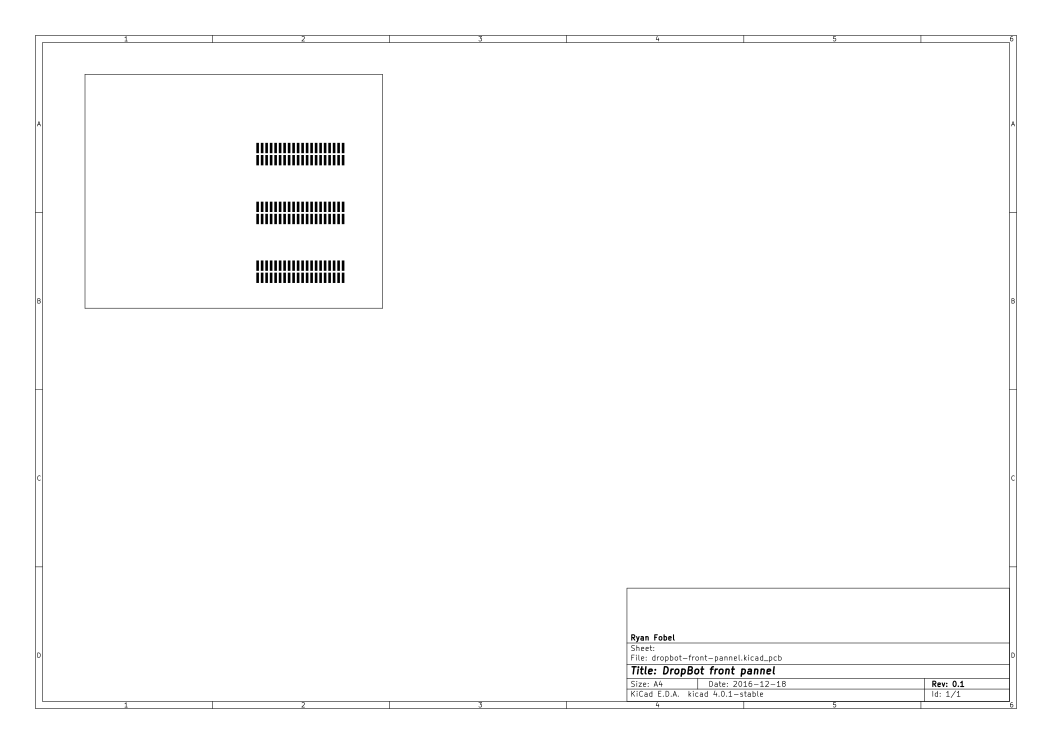 1 2 3 4 5 6
A A
B B
C C
Ryan Fobel
Sheet:
D D
File: dropbot-front-pannel.kicad_pcb
Title: DropBot front pannel
Size: A4 Date: 2016-12-18 Rev: 0.1
KiCad E.D.A. kicad 4.0.1-stable Id: 1/1
1 2 3 4 5 6